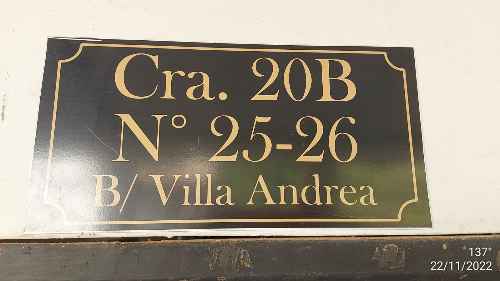 Cra. 20B
N° 25-26
B/ Villa Andrea
137°
22/11/2022